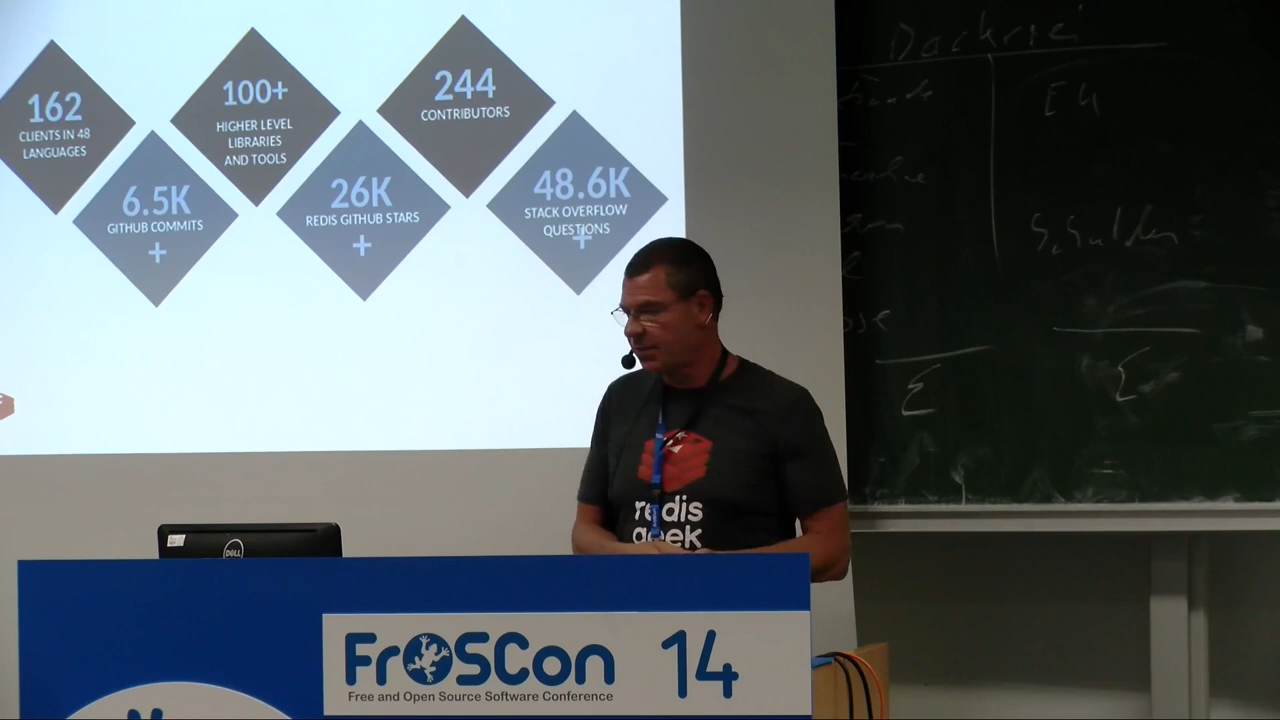 162
CLIENTS IN 48
LANGUAGES
100+
HIGHER LEVEL
LIBRARIES
AND TOOLS
244
CONTRIBUTORS
6.5K
GITHUB COMMITS
+
26K
REDIS GITHUB STARS
+
48.6K
STACK OVERFLOW
QUESTIONS
+
E4
Σ
Σ
redis
geek
DELL
FrOSCon 14
Free and Open Source Software Conference